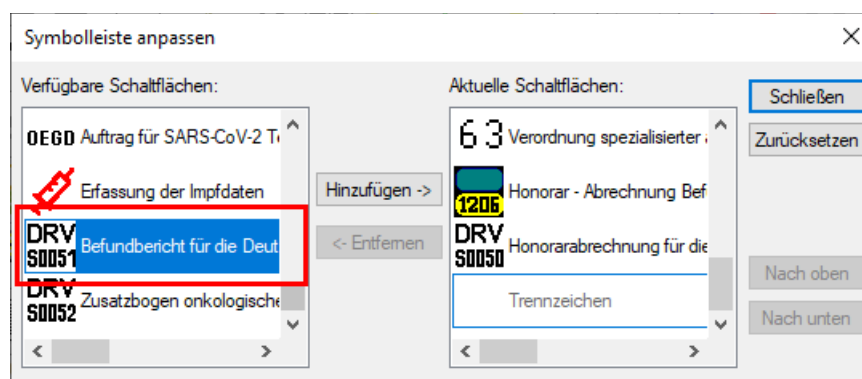 Symbolleiste anpassen
Verfügbare Schaltflächen:
OEGD Auftrag für SARS-CoV-2 T
Erfassung der Impfdaten
DRV S0051 Befundbericht für die Deut
DRV S0052 Zusatzbogen onkologische
Hinzufügen ->
<- Entfernen
Aktuelle Schaltflächen:
63 Verordnung spezialisierter
1206 Honorar - Abrechnung Bef
DRV S0050 Honorarabrechnung für die
Trennzeichen
Schließen
Zurücksetzen
Nach oben
Nach unten